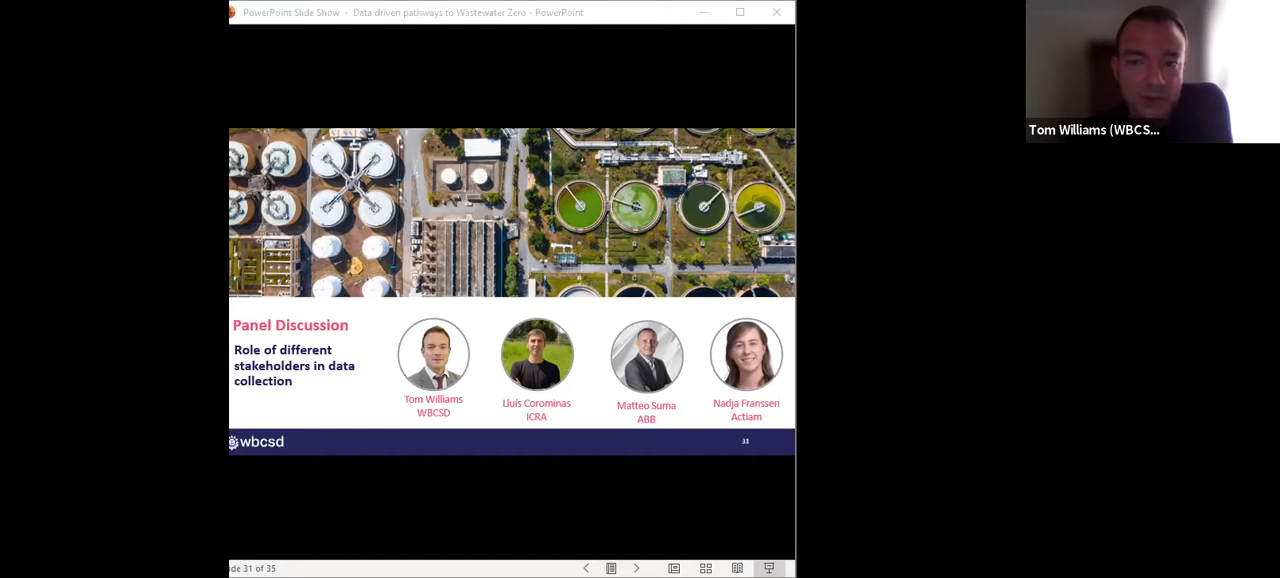 PowerPoint Slide Show - Data driven pathways to Wastewater Zero - PowerPoint
Tom Williams (WBCS...
Panel Discussion
Role of different
stakeholders in data
collection
Tom Williams
WBCSD
Lluís Corominas
ICRA
Matteo Suma
ABB
Nadja Franssen
Actiam
wbcsd
31
ide 31 of 35